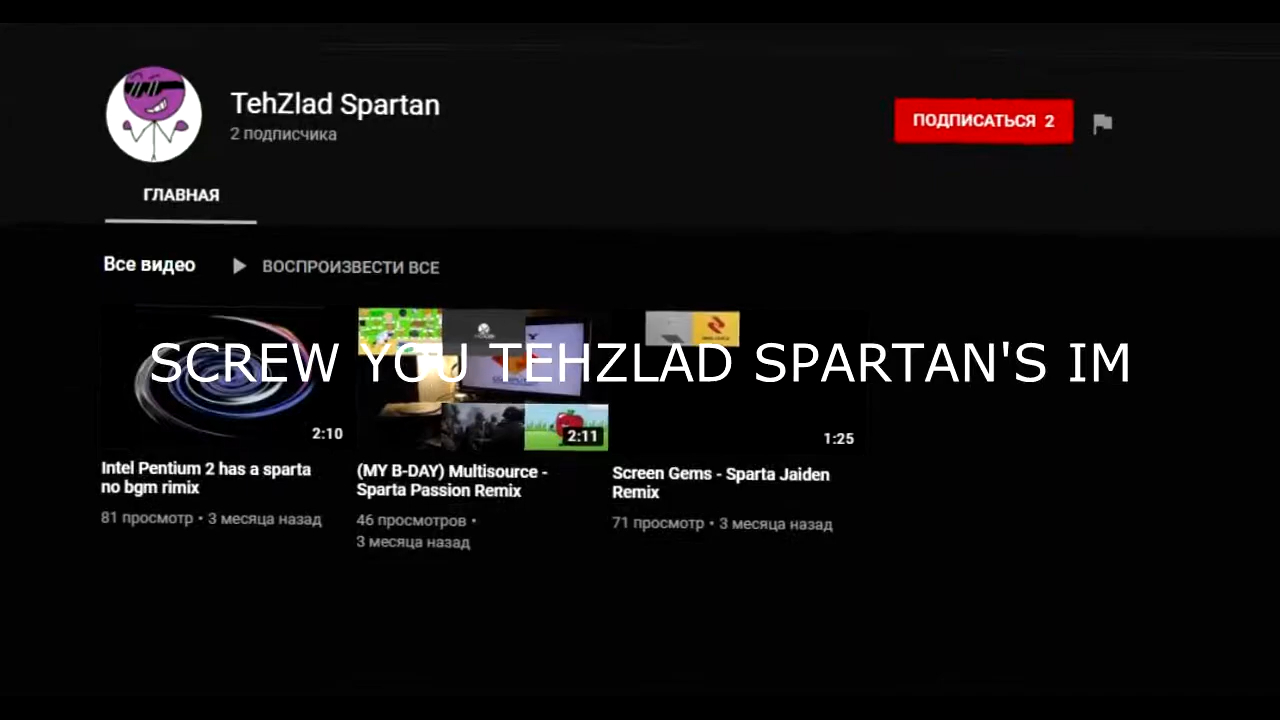 TehZlad Spartan
2 подписчика
ПОДПИСАТЬСЯ 2
ГЛАВНАЯ
Все видео
ВОСПРОИЗВЕСТИ ВСЕ
SCREW YOU TEHZLAD SPARTAN'S IM
2:10
2:11
1:25
Intel Pentium 2 has a sparta
no bgm rimix
81 просмотр • 3 месяца назад
(MY B-DAY) Multisource -
Sparta Passion Remix
46 просмотров •
3 месяца назад
Screen Gems - Sparta Jaiden
Remix
71 просмотр • 3 месяца назад